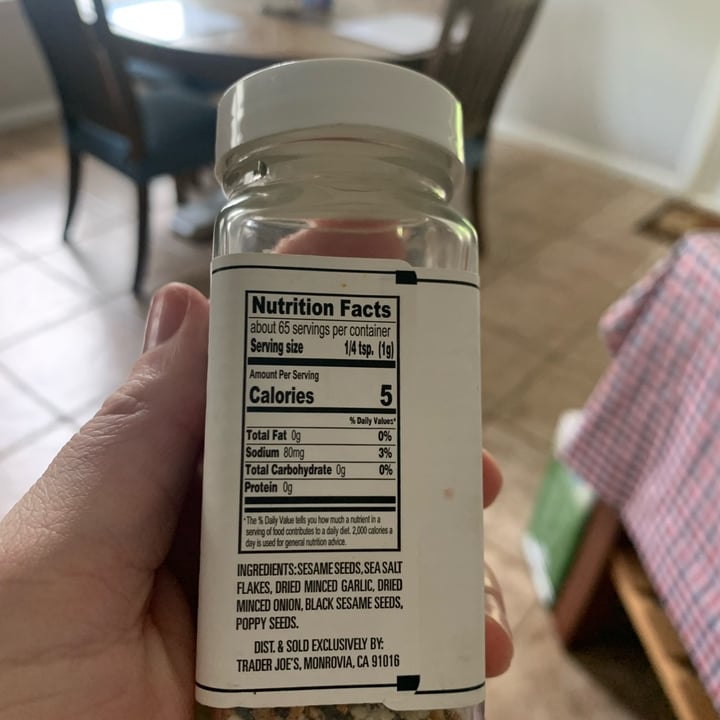 Nutrition Facts
about 65 servings per container
Serving size 1/4 tsp. (1g)
Amount Per Serving
Calories 5
% Daily Values*
Total Fat 0g 0%
Sodium 80mg 3%
Total Carbohydrate 0g 0%
Protein 0g
*The % Daily Value tells you how much a nutrient in a
serving of food contributes to a daily diet. 2,000 calories a
day is used for general nutrition advice.
INGREDIENTS: SESAME SEEDS, SEA SALT
FLAKES, DRIED MINCED GARLIC, DRIED
MINCED ONION, BLACK SESAME SEEDS,
POPPY SEEDS.
DIST. & SOLD EXCLUSIVELY BY:
TRADER JOE'S, MONROVIA, CA 91016